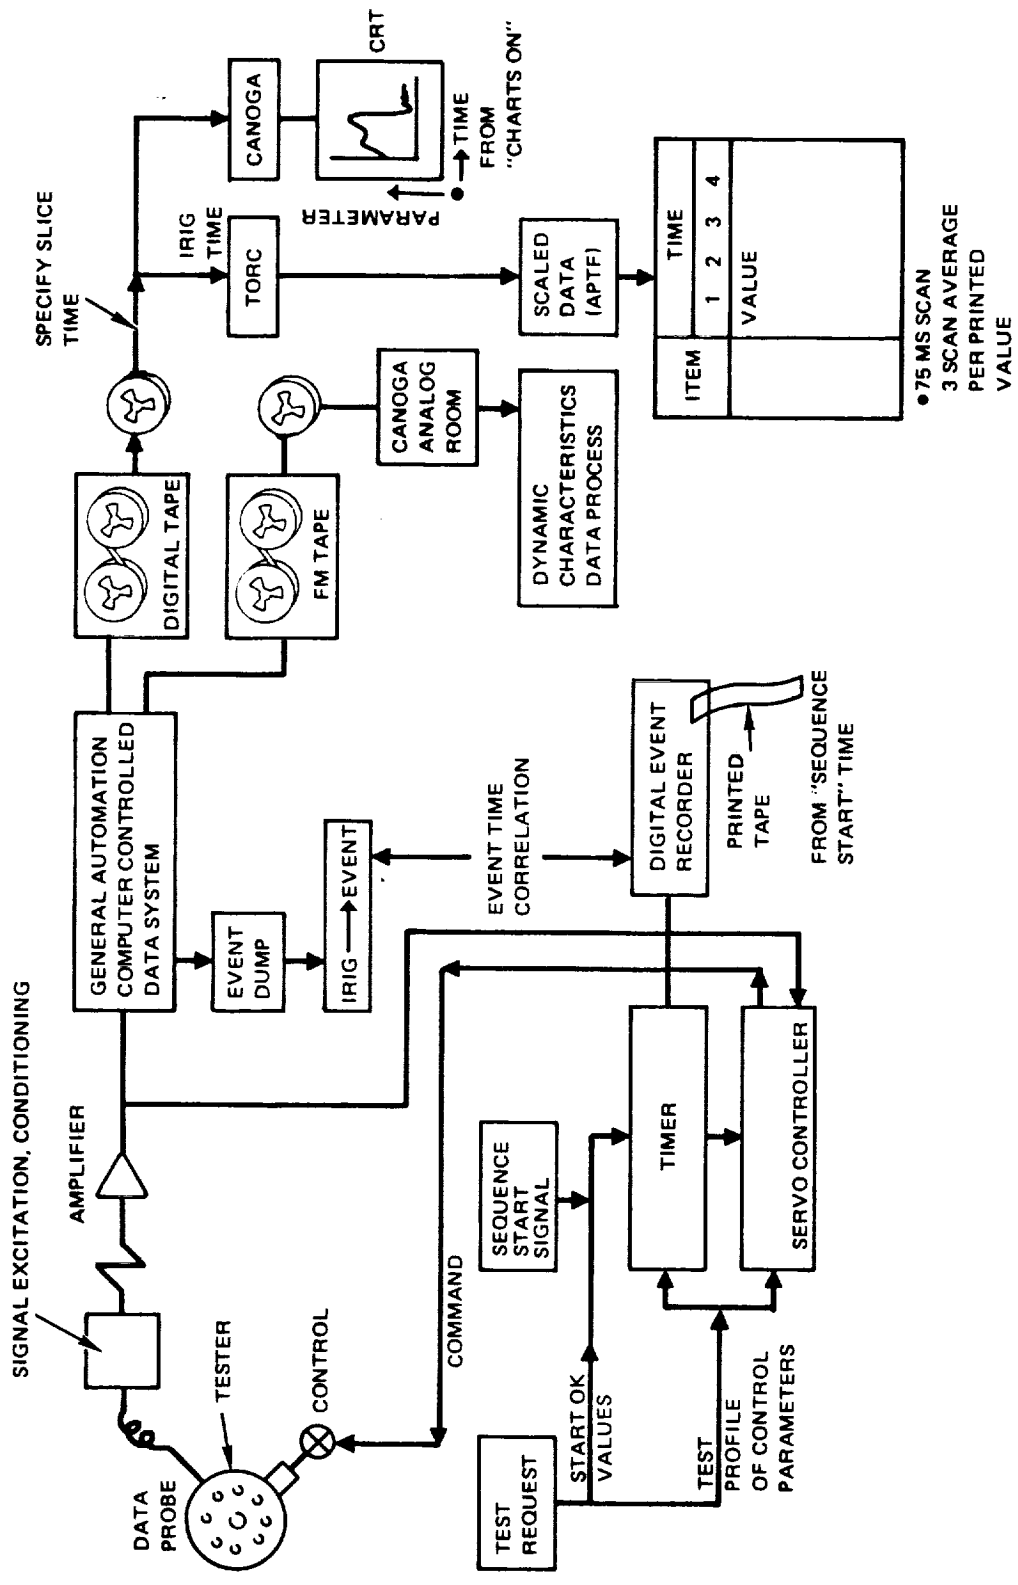 SIGNAL EXCITATION, CONDITIONING
AMPLIFIER
DATA
PROBE
TESTER
CONTROL
GENERAL AUTOMATION
COMPUTER CONTROLLED
DATA SYSTEM
EVENT
DUMP
IRIG EVENT
DIGITAL TAPE
FM TAPE
SPECIFY SLICE
TIME
IRIG
TIME
TORC
CANOGA
CRT
PARAMETER
TIME
FROM
"CHARTS ON"
CANOGA
ANALOG
ROOM
DYNAMIC
CHARACTERISTICS
DATA PROCESS
SCALED
DATA
(APTF)
ITEM
TIME
1 2 3 4
VALUE
● 75 MS SCAN
3 SCAN AVERAGE
PER PRINTED
VALUE
EVENT TIME
CORRELATION
DIGITAL EVENT
RECORDER
PRINTED
TAPE
FROM "SEQUENCE
START" TIME
COMMAND
SEQUENCE
START
SIGNAL
TIMER
SERVO CONTROLLER
TEST
REQUEST
START OK
VALUES
TEST
PROFILE
OF CONTROL
PARAMETERS